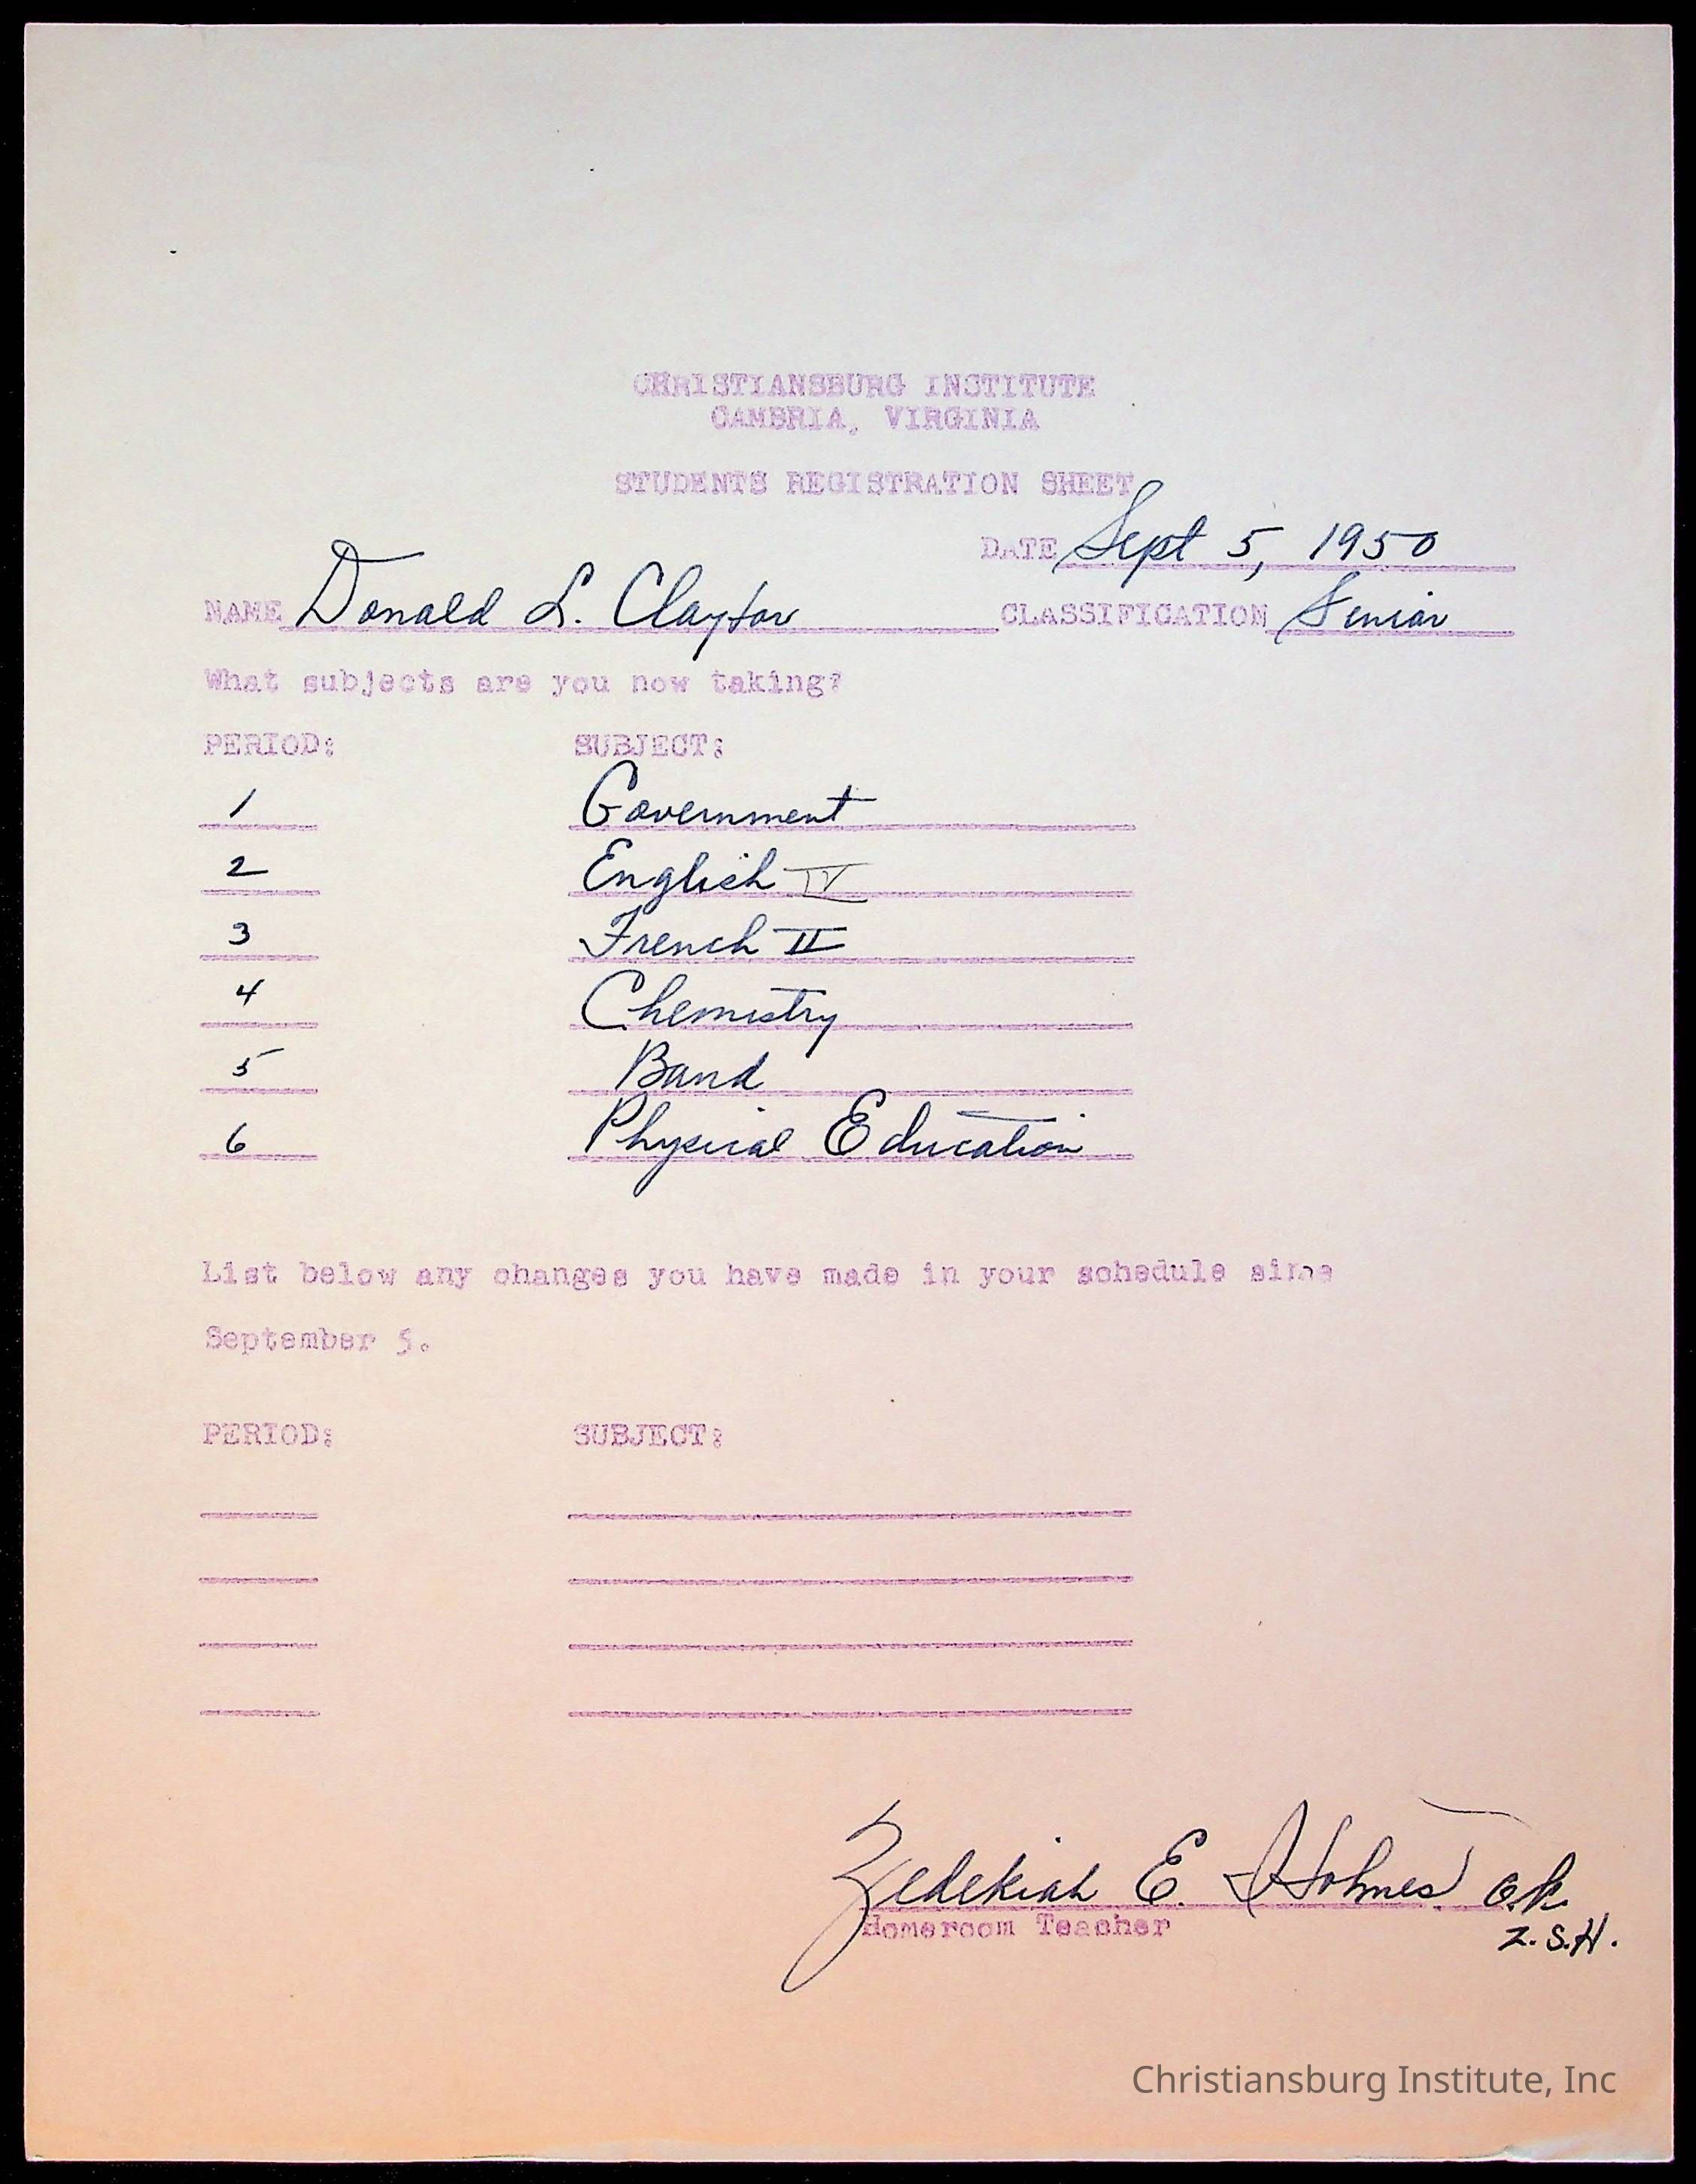 CHRISTIANSBURG INSTITUTE
CAMBRIA, VIRGINIA
STUDENTS REGISTRATION SHEET
DATE Sept 5, 1950
NAME Donald L. Claytor CLASSIFICATION Senior
What subjects are you now taking?
PERIOD: SUBJECT:
1 Government
2 English IV
3 French II
4 Chemistry
5 Band
6 Physical Education
List below any changes you have made in your schedule since
September 5.
PERIOD: SUBJECT:
Zedekiah E. Holmes O.K.
Homeroom Teacher Z.S.H.
Christiansburg Institute, Inc